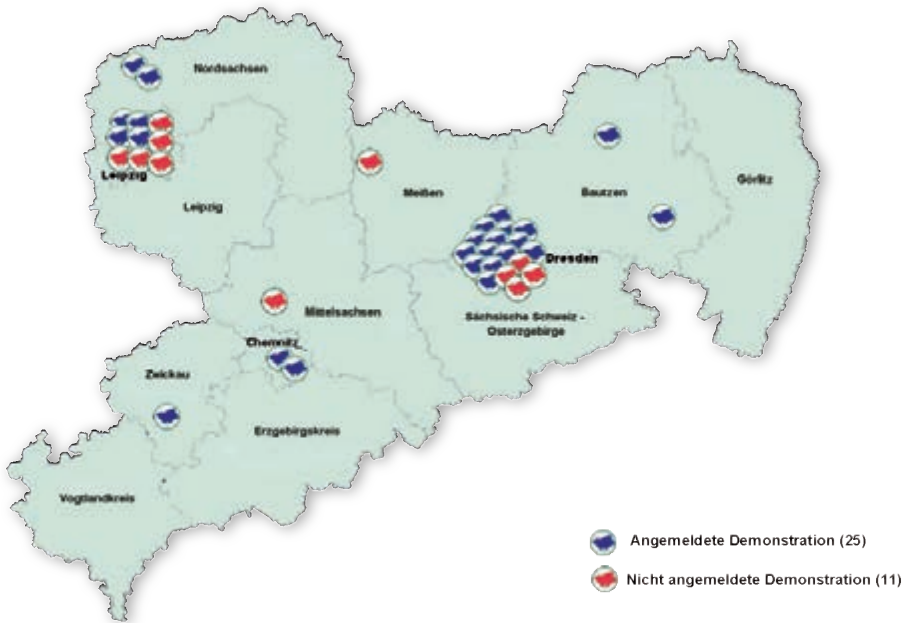 Nordsachsen
Leipzig
Leipzig
Meißen
Bautzen
Görlitz
Dresden
Mittelsachsen
Sächsische Schweiz -
Osterzgebirge
Chemnitz
Zwickau
Erzgebirgskreis
Vogtlandkreis
Angemeldete Demonstration (25)
Nicht angemeldete Demonstration (11)